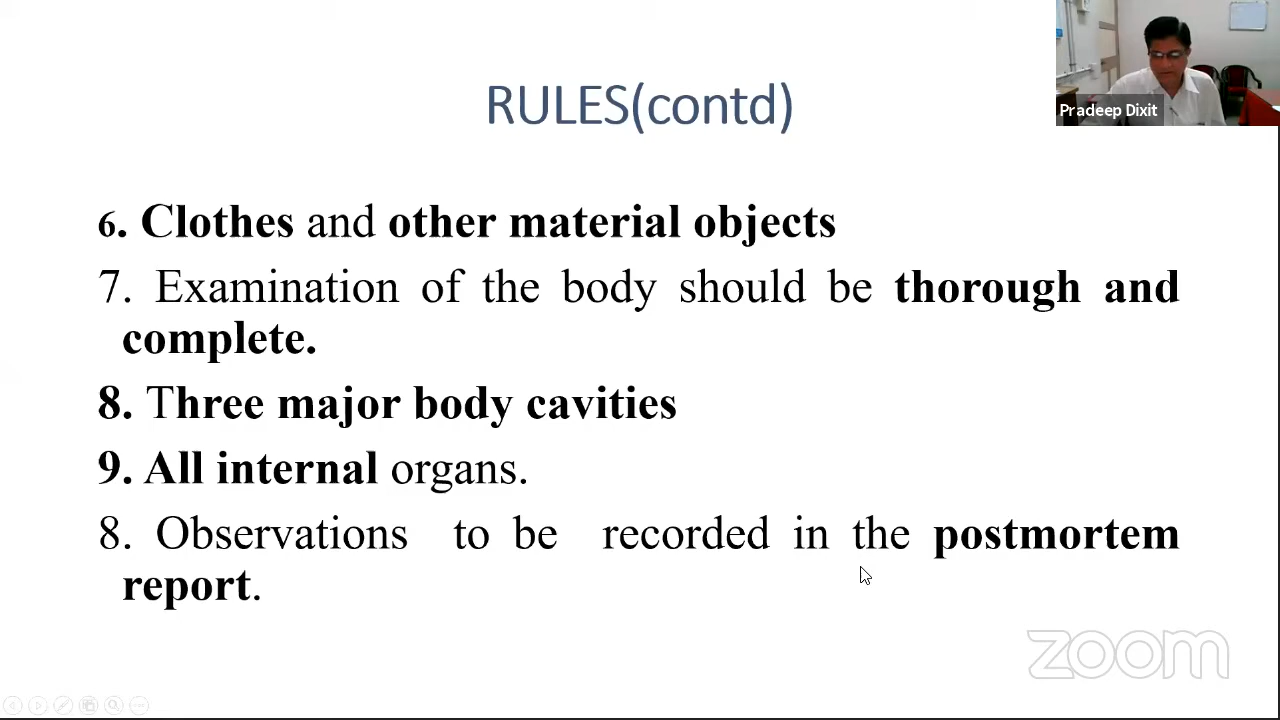 RULES(contd)
Pradeep Dixit
6. Clothes and other material objects
7. Examination of the body should be thorough and
complete.
8. Three major body cavities
9. All internal organs.
8. Observations to be recorded in the postmortem
report.
zoom